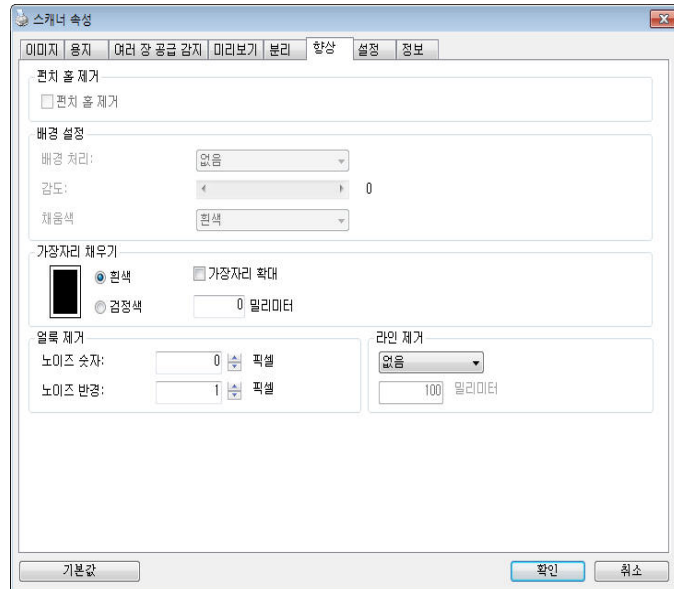 스캐너 속성
이미지 용지 여러 장 공급 감지 미리보기 분리 향상 설정 정보
펀치 홀 제거
펀치 홀 제거
배경 설정
배경 처리: 없음
감도: 0
채움색 흰색
가장자리 채우기
흰색 가장자리 확대
검정색 0 밀리미터
얼룩 제거 라인 제거
노이즈 숫자: 0 픽셀 없음
노이즈 반경: 1 픽셀 100 밀리미터
기본값 확인 취소